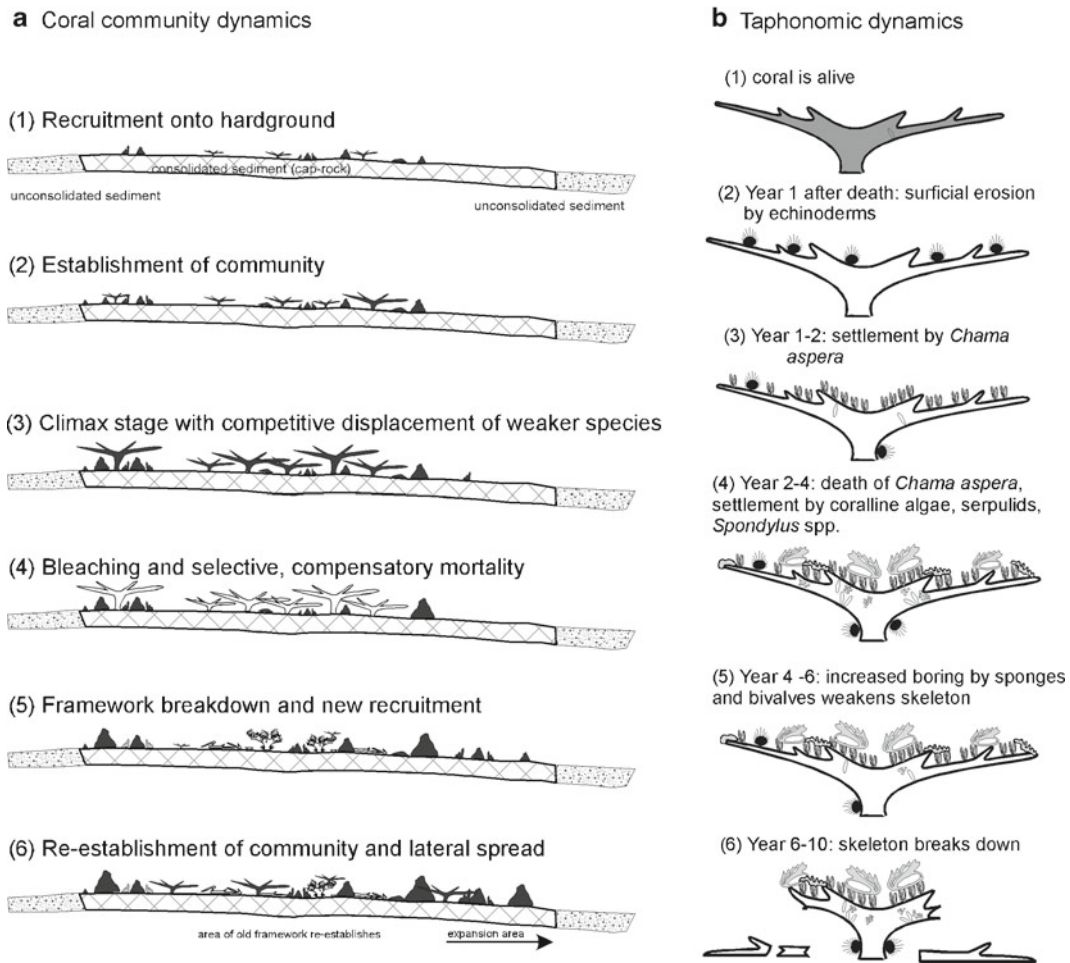 a Coral community dynamics
(1) Recruitment onto hardground
consolidated sediment (cap-rock)
unconsolidated sediment
unconsolidated sediment
(2) Establishment of community
(3) Climax stage with competitive displacement of weaker species
(4) Bleaching and selective, compensatory mortality
(5) Framework breakdown and new recruitment
(6) Re-establishment of community and lateral spread
area of old framework re-establishes
expansion area
b Taphonomic dynamics
(1) coral is alive
(2) Year 1 after death: surficial erosion
by echinoderms
(3) Year 1-2: settlement by Chama
aspera
(4) Year 2-4: death of Chama aspera,
settlement by coralline algae, serpulids,
Spondylus spp.
(5) Year 4 -6: increased boring by sponges
and bivalves weakens skeleton
(6) Year 6-10: skeleton breaks down